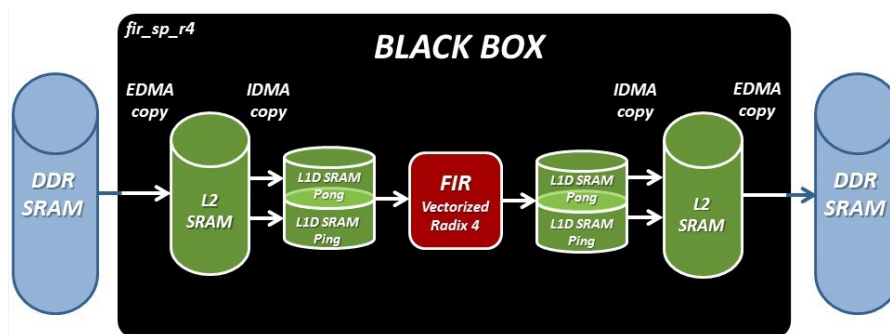 fir_sp_r4
BLACK BOX
EDMA
copy
IDMA
copy
IDMA
copy
EDMA
copy
DDR
SRAM
L2
SRAM
L1D SRAM
Pong
L1D SRAM
Ping
FIR
Vectorized
Radix 4
L1D SRAM
Pong
L1D SRAM
Ping
L2
SRAM
DDR
SRAM